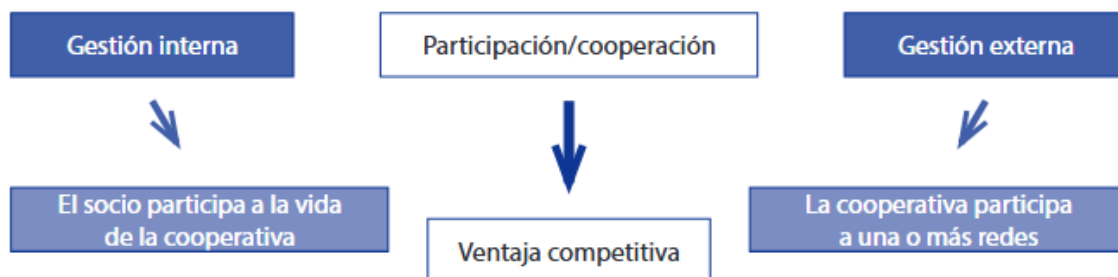 Gestión interna
Participación/cooperación
Gestión externa
El socio participa a la vida
de la cooperativa
Ventaja competitiva
La cooperativa participa
a una o más redes